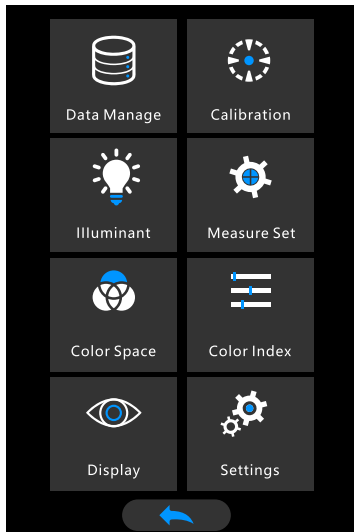 Data Manage
Calibration
Illuminant
Measure Set
Color Space
Color Index
Display
Settings